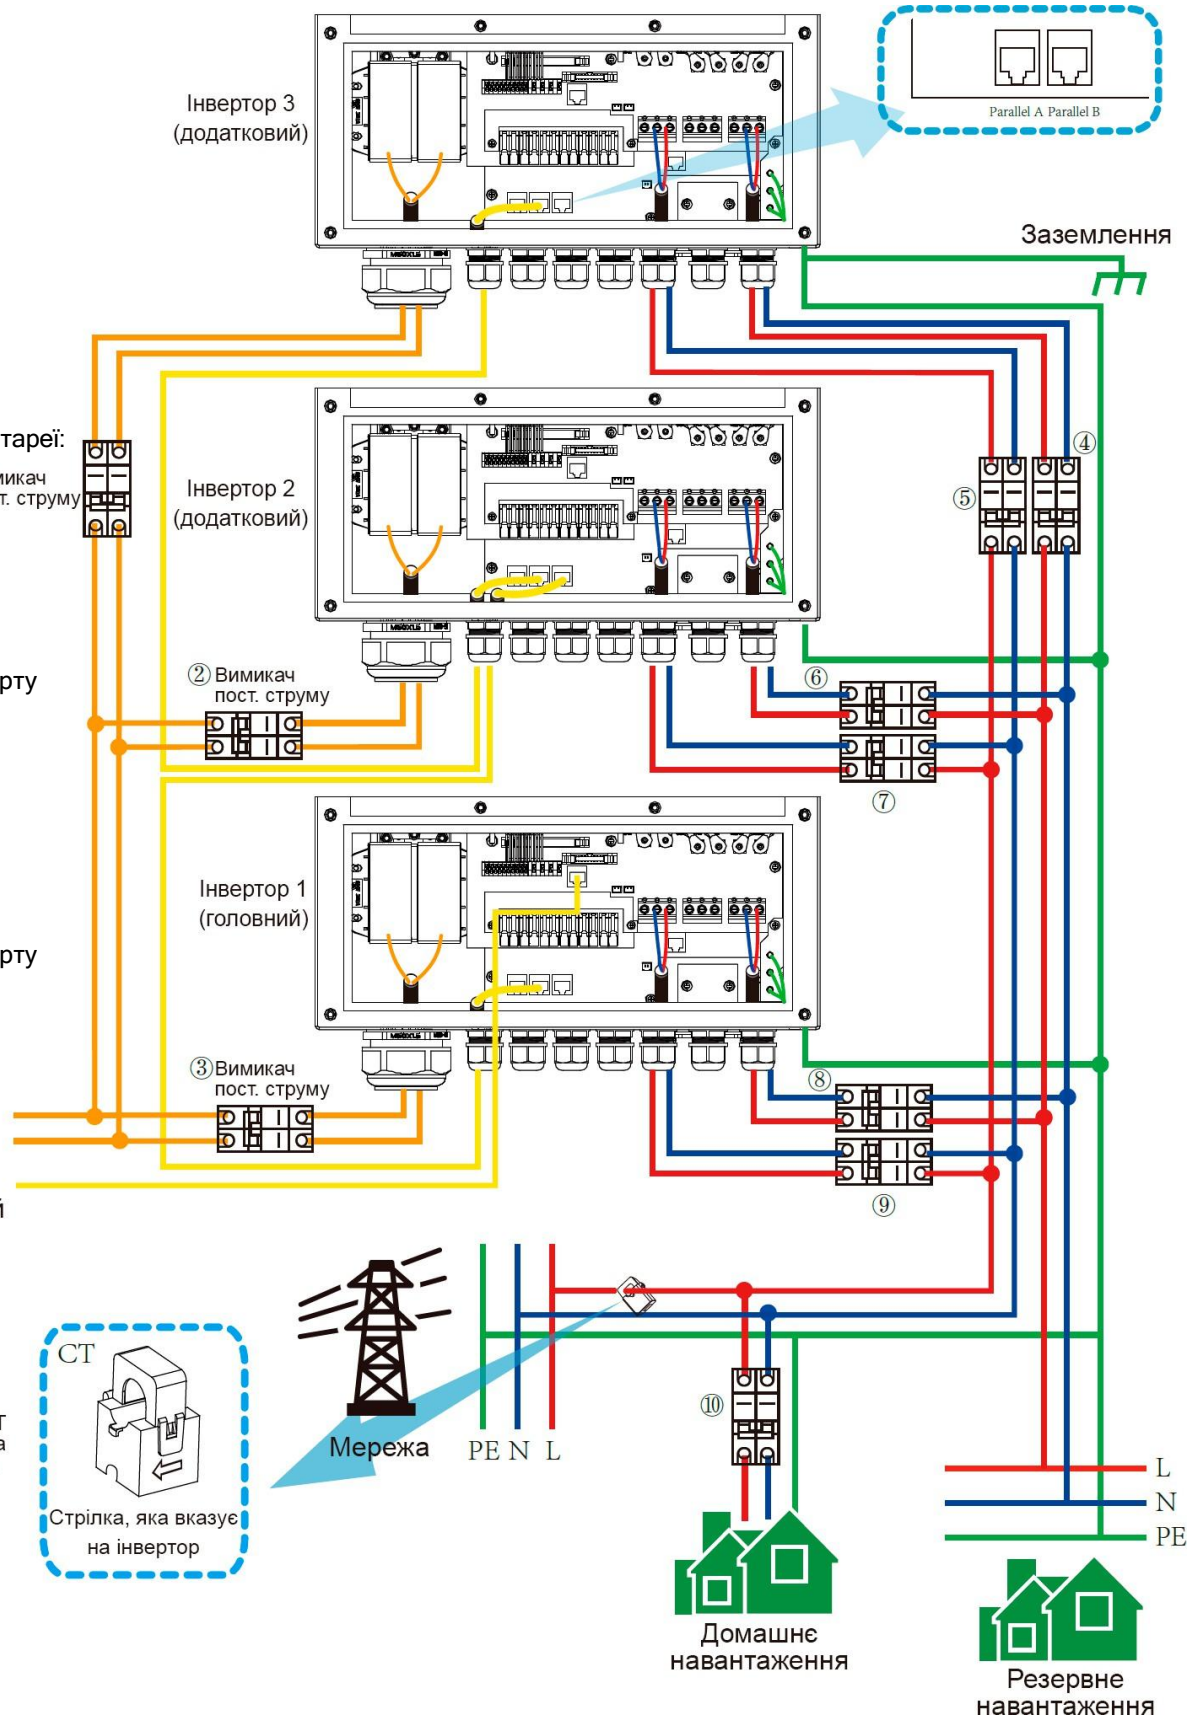 Parallel A Parallel B
Інвертор 3
(додатковий)
Заземлення
тареї:
микач
т. струму
④
⑤
Інвертор 2
(додатковий)
рту
② Вимикач
пост. струму
⑥
⑦
Інвертор 1
(головний)
рту
③ Вимикач
пост. струму
⑧
⑨
й
CT
Стрілка, яка вказує
на інвертор
Т
а
Мережа
PE N L
⑩
L
N
PE
Домашнє
навантаження
Резервне
навантаження